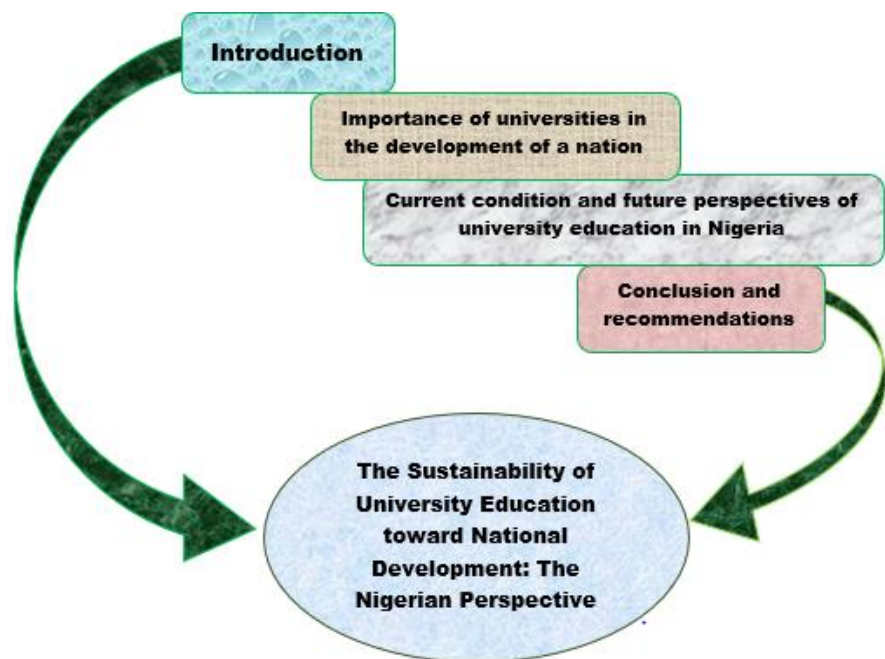 Introduction
Importance of universities in
the development of a nation
Current condition and future perspectives of
university education in Nigeria
Conclusion and
recommendations
The Sustainability of
University Education
toward National
Development: The
Nigerian Perspective